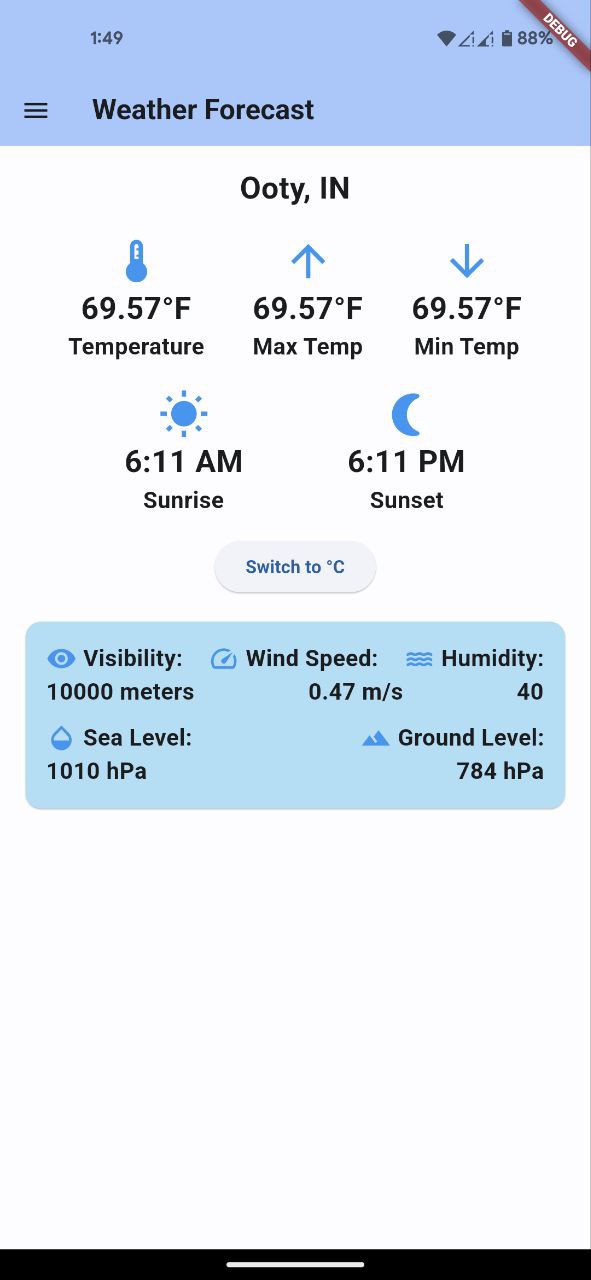 1:49 88%
DEBUG
Weather Forecast
Ooty, IN
69.57°F 69.57°F 69.57°F
Temperature Max Temp Min Temp
6:11 AM 6:11 PM
Sunrise Sunset
Switch to °C
Visibility: Wind Speed: Humidity:
10000 meters 0.47 m/s 40
Sea Level: Ground Level:
1010 hPa 784 hPa